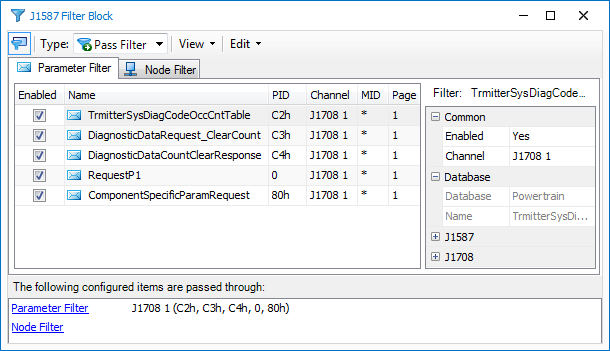 J1587 Filter Block
Type: Pass Filter View Edit
Parameter Filter Node Filter
Enabled Name PID Channel MID Page
TrmitterSysDiagCodeOccCntTable C2h J1708 1 * 1
DiagnosticDataRequest_ClearCount C3h J1708 1 * 1
DiagnosticDataCountClearResponse C4h J1708 1 * 1
RequestP1 0 J1708 1 * 1
ComponentSpecificParamRequest 80h J1708 1 * 1
Filter: TrmitterSysDiagCode...
Common
Enabled Yes
Channel J1708 1
Database
Database Powertrain
Name TrmitterSysDi...
J1587
J1708
The following configured items are passed through:
Parameter Filter J1708 1 (C2h, C3h, C4h, 0, 80h)
Node Filter